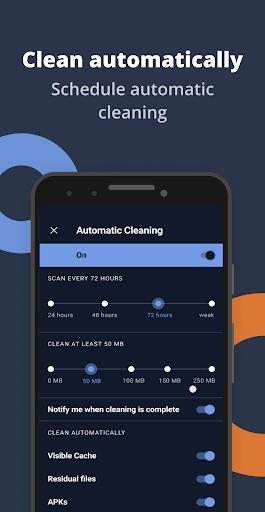 Clean automatically
Schedule automatic
cleaning
Automatic Cleaning
On
SCAN EVERY 72 HOURS
24 hours 48 hours 72 hours week
CLEAN AT LEAST 50 MB
0 MB 50 MB 100 MB 150 MB 250 MB
Notify me when cleaning is complete
CLEAN AUTOMATICALLY
Visible Cache
Residual files
APKs